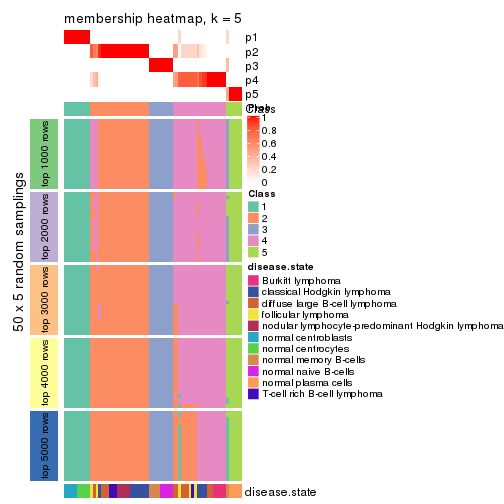 membership heatmap, k = 5
p1
p2
p3
p4
p5
Class
Prob
1
0.8
0.6
0.4
0.2
0
Class
1
2
3
4
5
disease.state
Burkitt lymphoma
classical Hodgkin lymphoma
diffuse large B-cell lymphoma
follicular lymphoma
nodular lymphocyte-predominant Hodgkin lymphoma
normal centroblasts
normal centrocytes
normal memory B-cells
normal naive B-cells
normal plasma cells
T-cell rich B-cell lymphoma
50 x 5 random samplings
top 1000 rows
top 2000 rows
top 3000 rows
top 4000 rows
top 5000 rows
disease.state